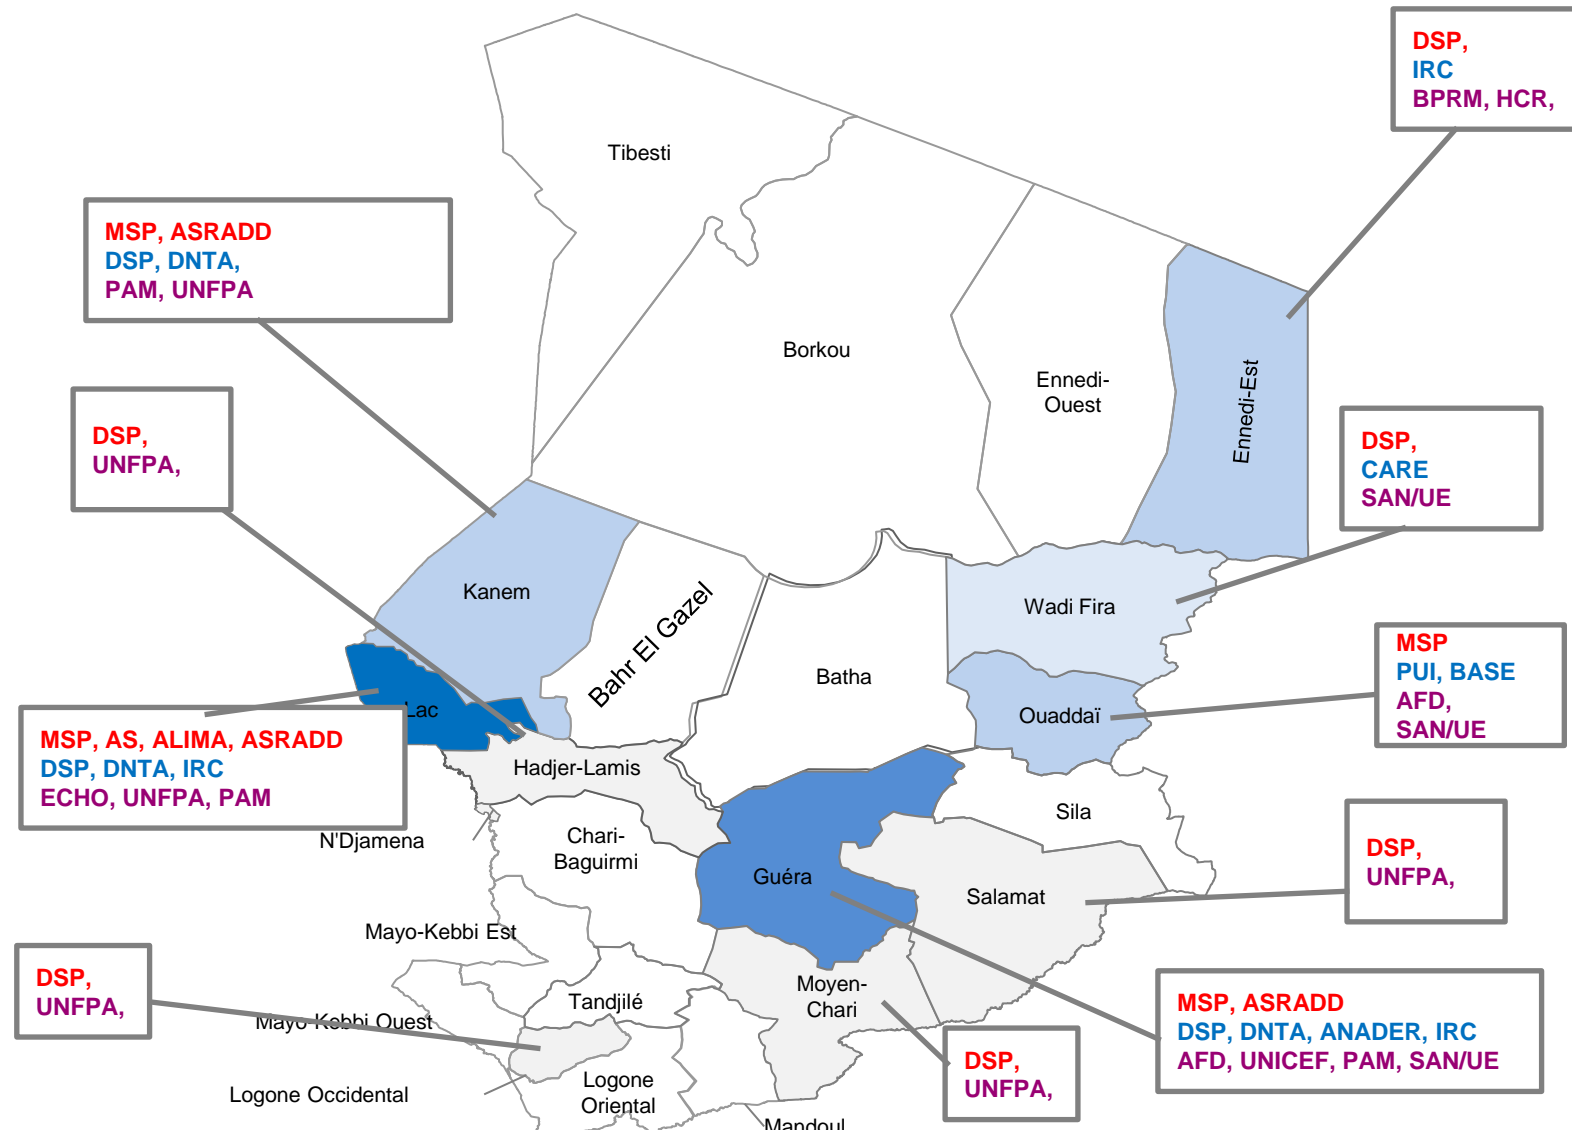 DSP,
IRC
BPRM, HCR,
Tibesti
MSP, ASRADD
DSP, DNTA,
PAM, UNFPA
Borkou
Ennedi-
Ouest
Ennedi-Est
DSP,
UNFPA,
DSP,
CARE
SAN/UE
Kanem
Bahr El Gazel
Wadi Fira
Batha
MSP
PUI, BASE
AFD,
SAN/UE
Ouaddaï
Lac
MSP, AS, ALIMA, ASRADD
DSP, DNTA, IRC
ECHO, UNFPA, PAM
Hadjer-Lamis
N'Djamena
Chari-
Baguirmi
Sila
Guéra
Salamat
DSP,
UNFPA,
Mayo-Kebbi Est
DSP,
UNFPA,
Mayo-Kebbi Ouest
Tandjilé
Moyen-
Chari
MSP, ASRADD
DSP, DNTA, ANADER, IRC
AFD, UNICEF, PAM, SAN/UE
DSP,
UNFPA,
Logone Occidental
Logone
Oriental
Mandoul